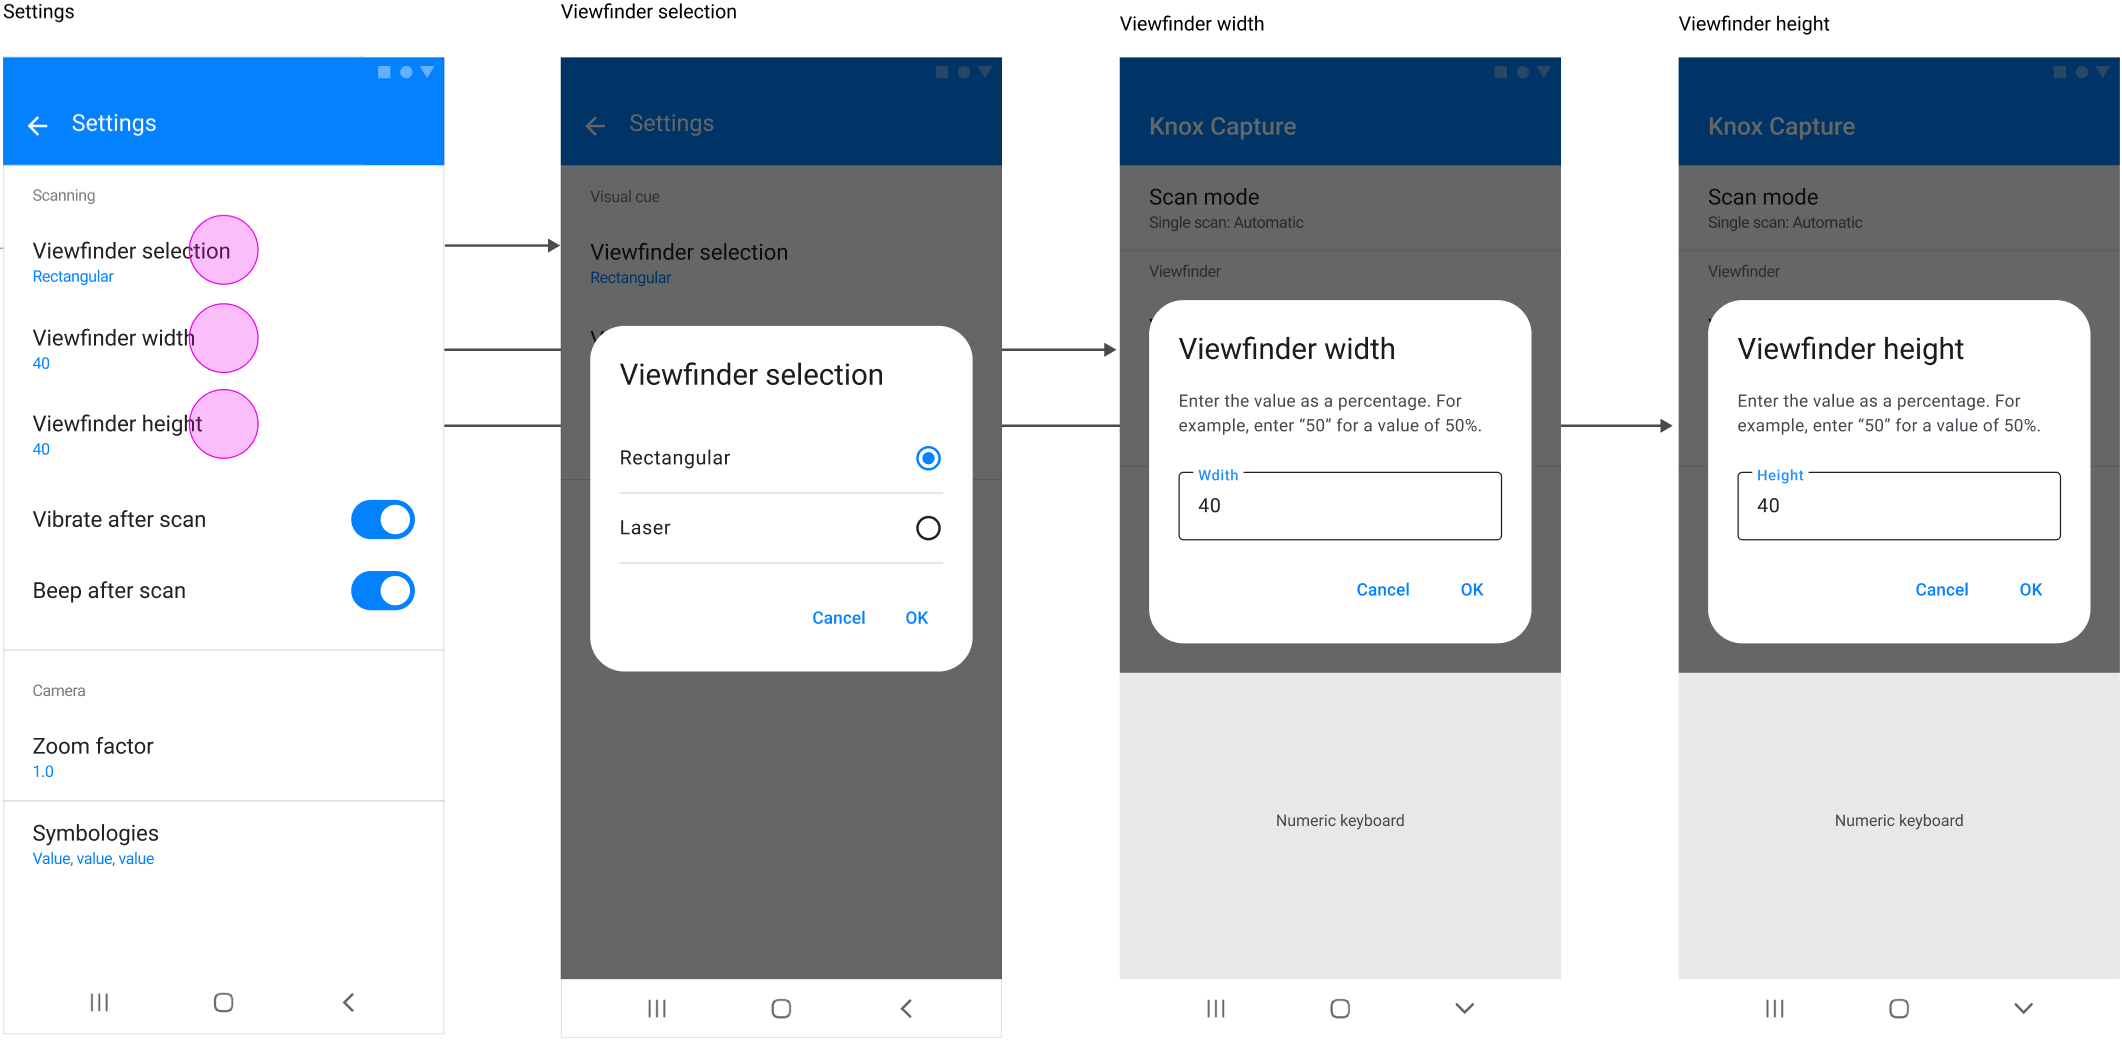 Settings
Settings
Scanning
Viewfinder selection
Rectangular
Viewfinder width
40
Viewfinder height
40
Vibrate after scan
Beep after scan
Camera
Zoom factor
1.0
Symbologies
Value, value, value
Viewfinder selection
Settings
Visual cue
Viewfinder selection
Rectangular
Viewfinder selection
Rectangular
Laser
Cancel OK
Viewfinder width
Knox Capture
Scan mode
Single scan: Automatic
Viewfinder
Viewfinder width
Enter the value as a percentage. For
example, enter “50” for a value of 50%.
Wdith
40
Cancel OK
Numeric keyboard
Viewfinder height
Knox Capture
Scan mode
Single scan: Automatic
Viewfinder
Viewfinder height
Enter the value as a percentage. For
example, enter “50” for a value of 50%.
Height
40
Cancel OK
Numeric keyboard